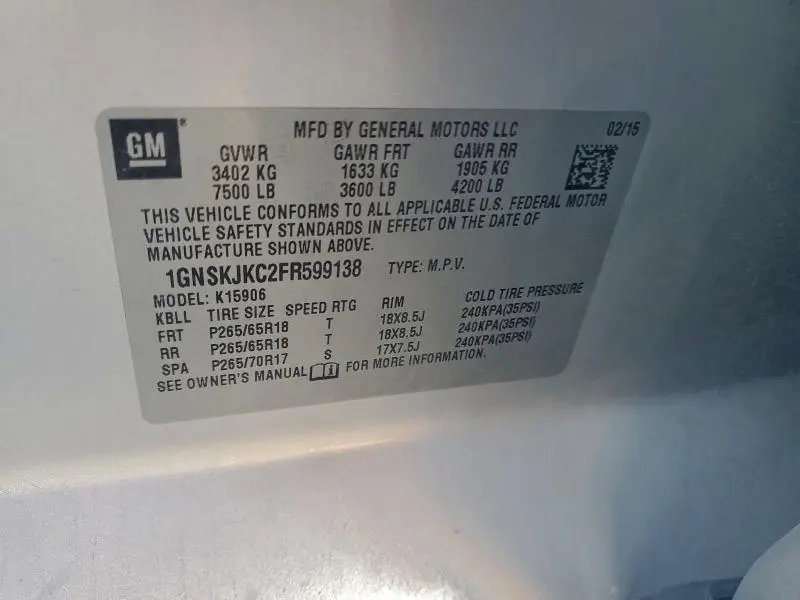 GM® MFD BY GENERAL MOTORS LLC 02/15
GVWR GAWR FRT GAWR RR
3402 KG 1633 KG 1905 KG
7500 LB 3600 LB 4200 LB
THIS VEHICLE CONFORMS TO ALL APPLICABLE U.S. FEDERAL MOTOR
VEHICLE SAFETY STANDARDS IN EFFECT ON THE DATE OF
MANUFACTURE SHOWN ABOVE.
1GNSKJKC2FR599138 TYPE: M.P.V.
MODEL: K15906
KBLL TIRE SIZE SPEED RTG RIM COLD TIRE PRESSURE
FRT P265/65R18 T 18X8.5J 240KPA(35PSI)
RR P265/65R18 T 18X8.5J 240KPA(35PSI)
SPA P265/70R17 S 17X7.5J 240KPA(35PSI)
SEE OWNER'S MANUAL FOR MORE INFORMATION.